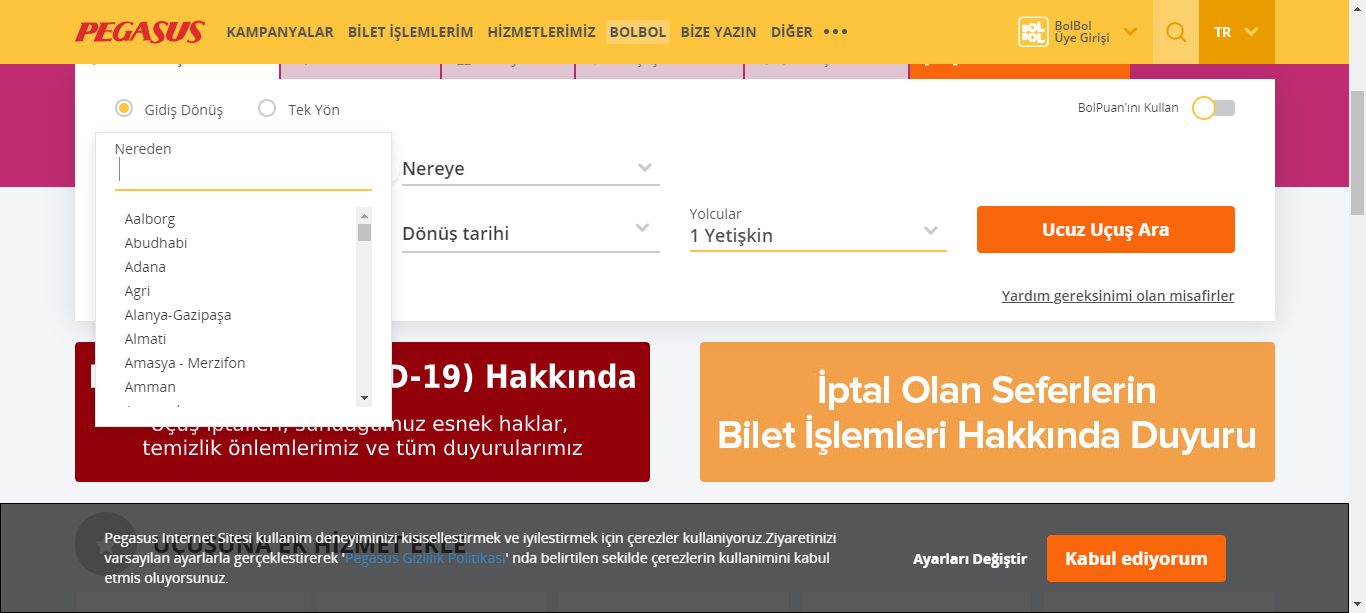 PEGASUS
KAMPANYALAR BİLET İŞLEMLERİM HİZMETLERİMİZ BOLBOL BİZE YAZIN DİĞER •••
BOL BOL
BolBol
Üye Girişi
TR
Gidiş Dönüş
Tek Yön
BolPuan'ını Kullan
Nereden
Nereye
Aalborg
Abudhabi
Adana
Agri
Alanya-Gazipaşa
Almati
Amasya - Merzifon
Amman
Dönüş tarihi
Yolcular
1 Yetişkin
Ucuz Uçuş Ara
Yardım gereksinimi olan misafirler
D-19) Hakkında
temizlik önlemlerimiz ve tüm duyurularımız
İptal Olan Seferlerin
Bilet İşlemleri Hakkında Duyuru
UÇUŞUNA EK HİZMET EKLE
Pegasus Internet Sitesi kullanim deneyiminizi kisisellestirmek ve iyilestirmek için çerezler kullaniyoruz.Ziyaretinizi
varsayilan ayarlarla gerçeklestirerek 'Pegasus Gizlilik Politikasi' nda belirtilen sekilde çerezlerin kullanimini kabul
etmis oluyorsunuz.
Ayarları Değiştir
Kabul ediyorum